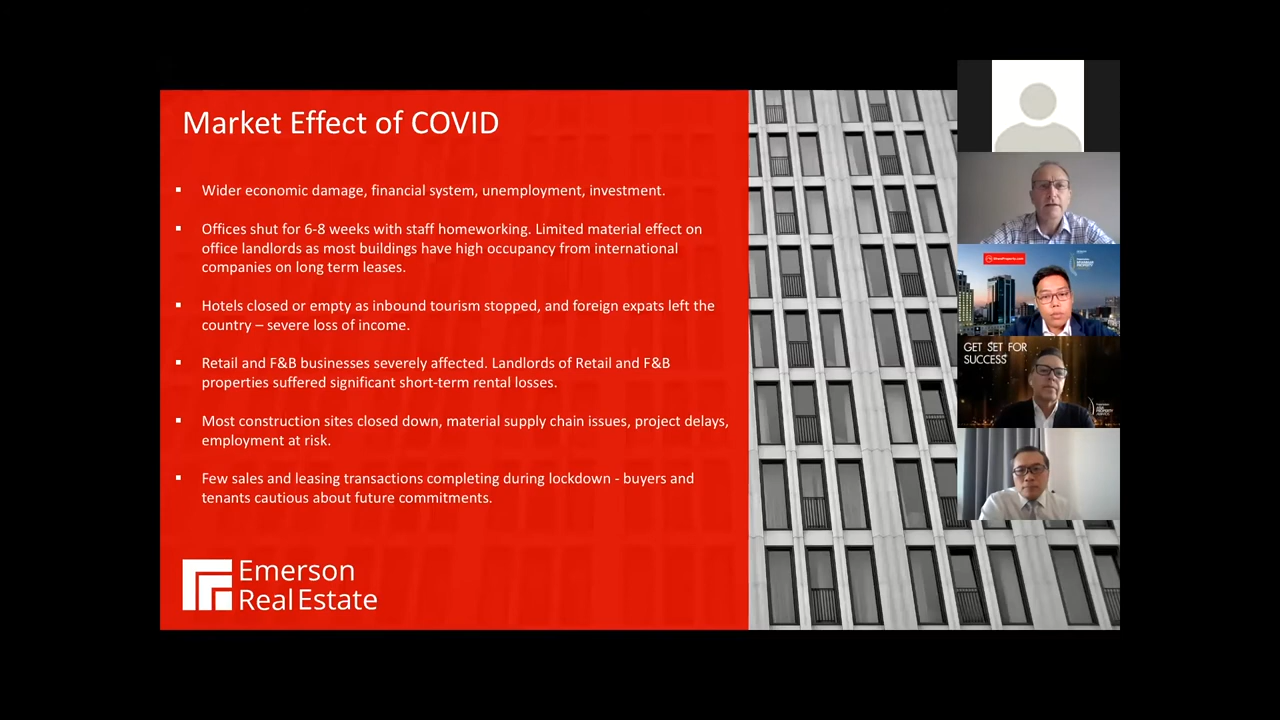 Market Effect of COVID
▪ Wider economic damage, financial system, unemployment, investment.
▪ Offices shut for 6-8 weeks with staff homeworking. Limited material effect on
office landlords as most buildings have high occupancy from international
companies on long term leases.
▪ Hotels closed or empty as inbound tourism stopped, and foreign expats left the
country – severe loss of income.
▪ Retail and F&B businesses severely affected. Landlords of Retail and F&B
properties suffered significant short-term rental losses.
▪ Most construction sites closed down, material supply chain issues, project delays,
employment at risk.
▪ Few sales and leasing transactions completing during lockdown - buyers and
tenants cautious about future commitments.
Emerson
Real Estate
GET SET FOR
SUCCESS